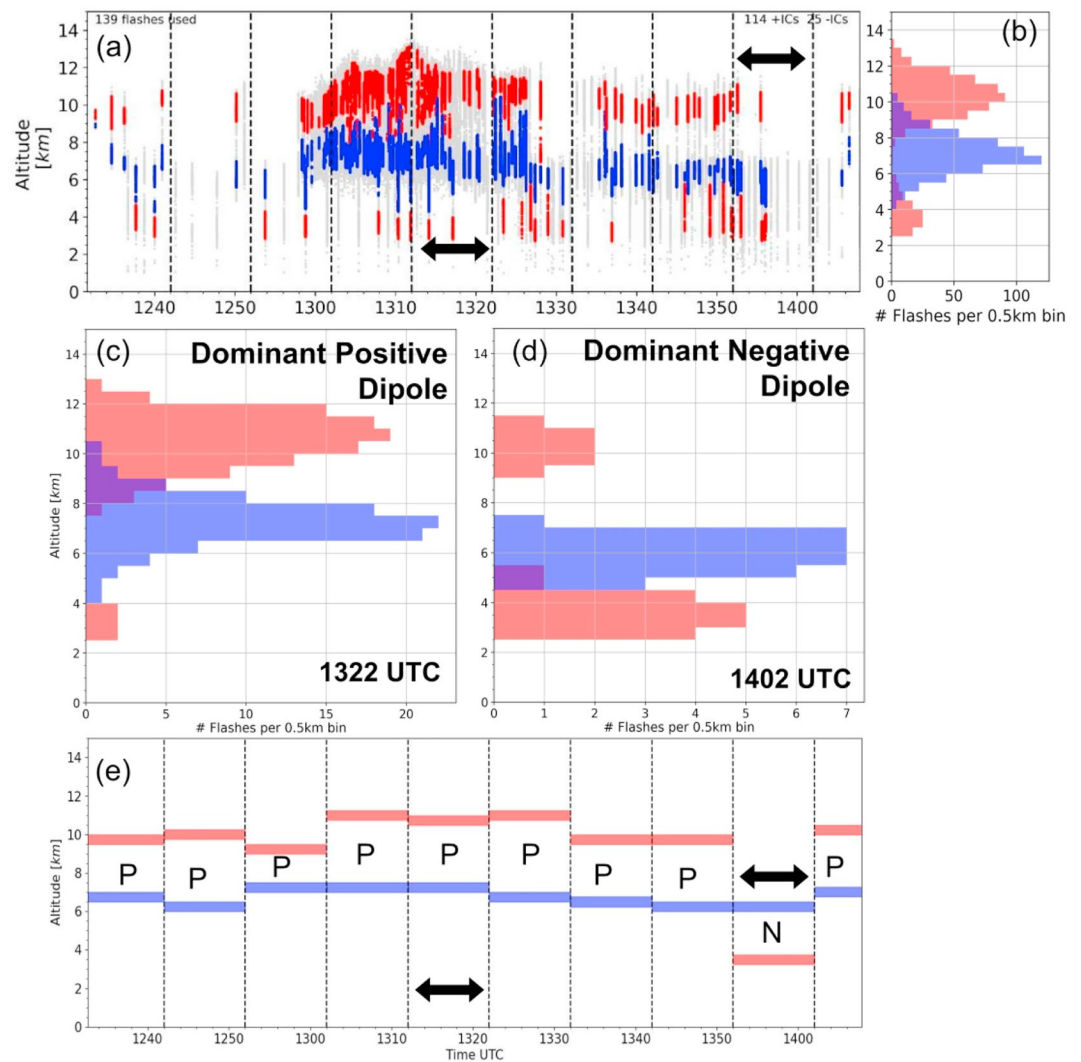 139 flashes used
114 +ICs 25 -ICs
(a)
(b)
14
12
10
8
6
4
2
0
Altitude
[km]
1240
1250
1300
1310
1320
1330
1340
1350
1400
14
12
10
8
6
4
2
0
0
50
100
# Flashes per 0.5km bin
(c)
Dominant Positive
Dipole
14
12
10
8
6
4
2
0
Altitude [km]
1322 UTC
0
5
10
15
20
# Flashes per 0.5km bin
(d)
Dominant Negative
Dipole
14
12
10
8
6
4
2
0
Altitude [km]
1402 UTC
0
1
2
3
4
5
6
7
# Flashes per 0.5km bin
(e)
14
12
10
8
6
4
2
0
Altitude [km]
P
P
P
P
P
P
P
P
N
P
1240
1250
1300
1310
1320
1330
1340
1350
1400
Time UTC